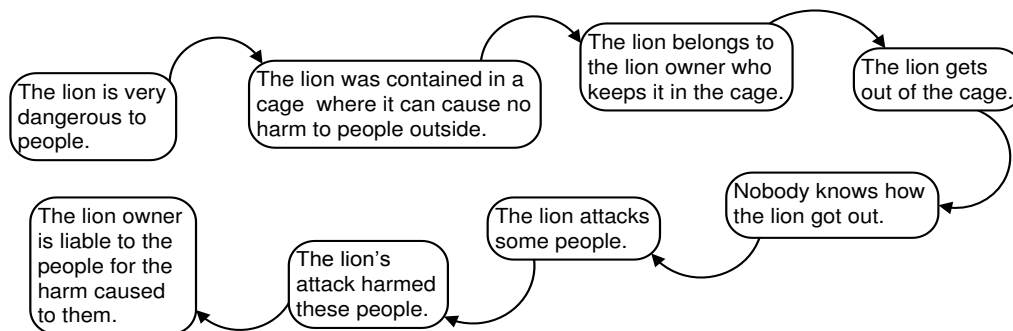 The lion is very
dangerous to
people.
The lion was contained in a
cage  where it can cause no
harm to people outside.
The lion belongs to
the lion owner who
keeps it in the cage.
The lion gets
out of the cage.
Nobody knows how
the lion got out.
The lion attacks
some people.
The lion’s
attack harmed
these people.
The lion owner
is liable to the
people for the
harm caused
to them.